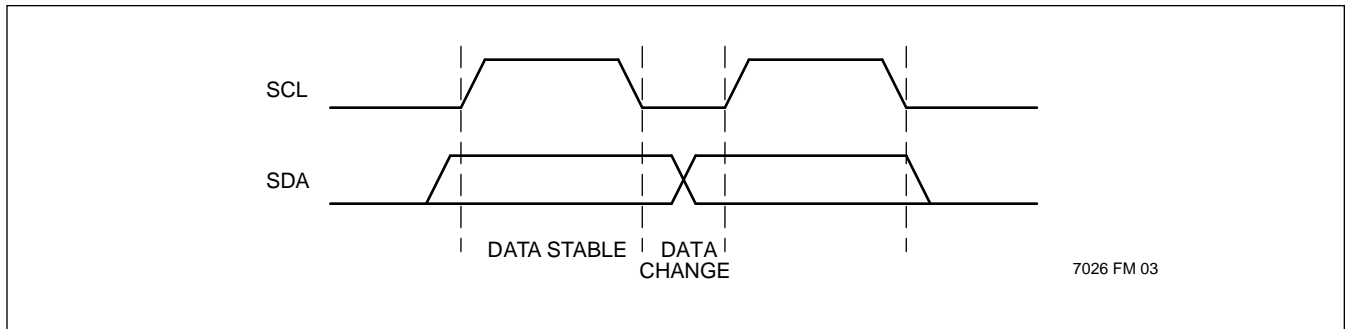 SCL
SDA
DATA STABLE
DATA
CHANGE
7026 FM 03